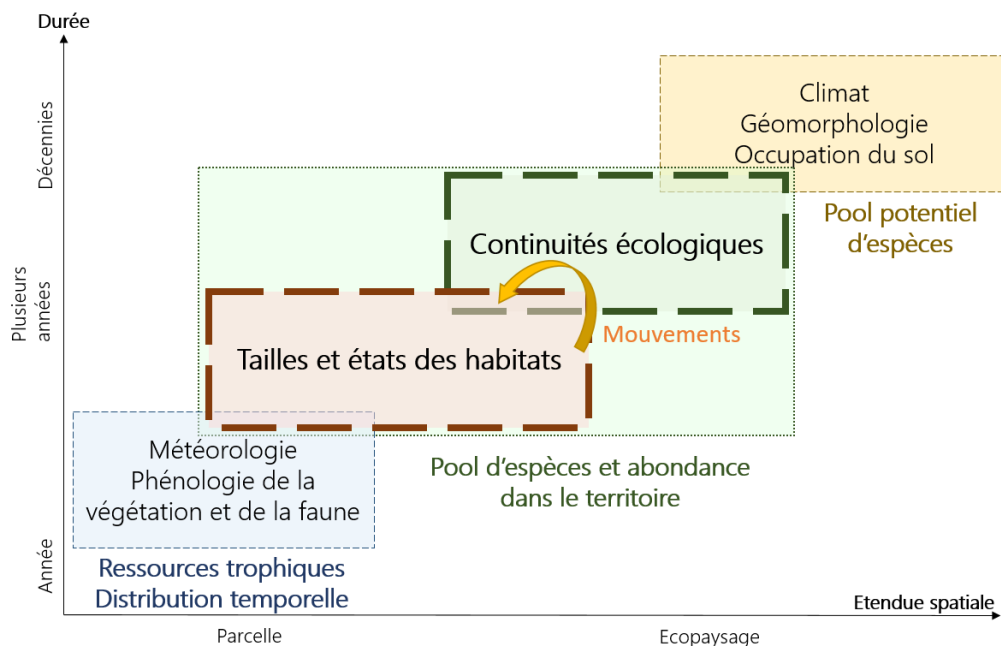 Durée
Décennies
Plusieurs
années
Année
Climat
Géomorphologie
Occupation du sol
Pool potentiel
d'espèces
Continuités écologiques
Mouvements
Tailles et états des habitats
Météorologie
Phénologie de la
végétation et de la faune
Pool d'espèces et abondance
dans le territoire
Ressources trophiques
Distribution temporelle
Etendue spatiale
Parcelle
Ecopaysage